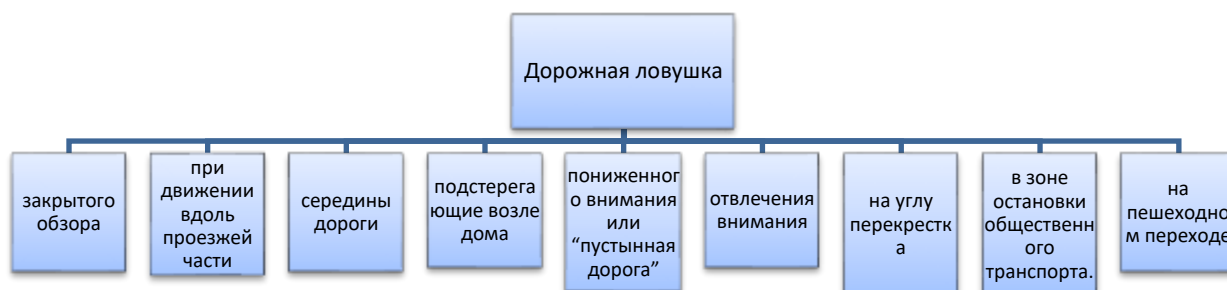 Дорожная ловушка
закрытого
обзора
при
движении
вдоль
проезжей
части
середины
дороги
подстерега
ющие возле
дома
пониженног
о внимания
или
“пустынная
дорога”
отвлечения
внимания
на углу
перекрестк
а
в зоне
остановки
общественн
ого
транспорта.
на
пешеходно
м переходе